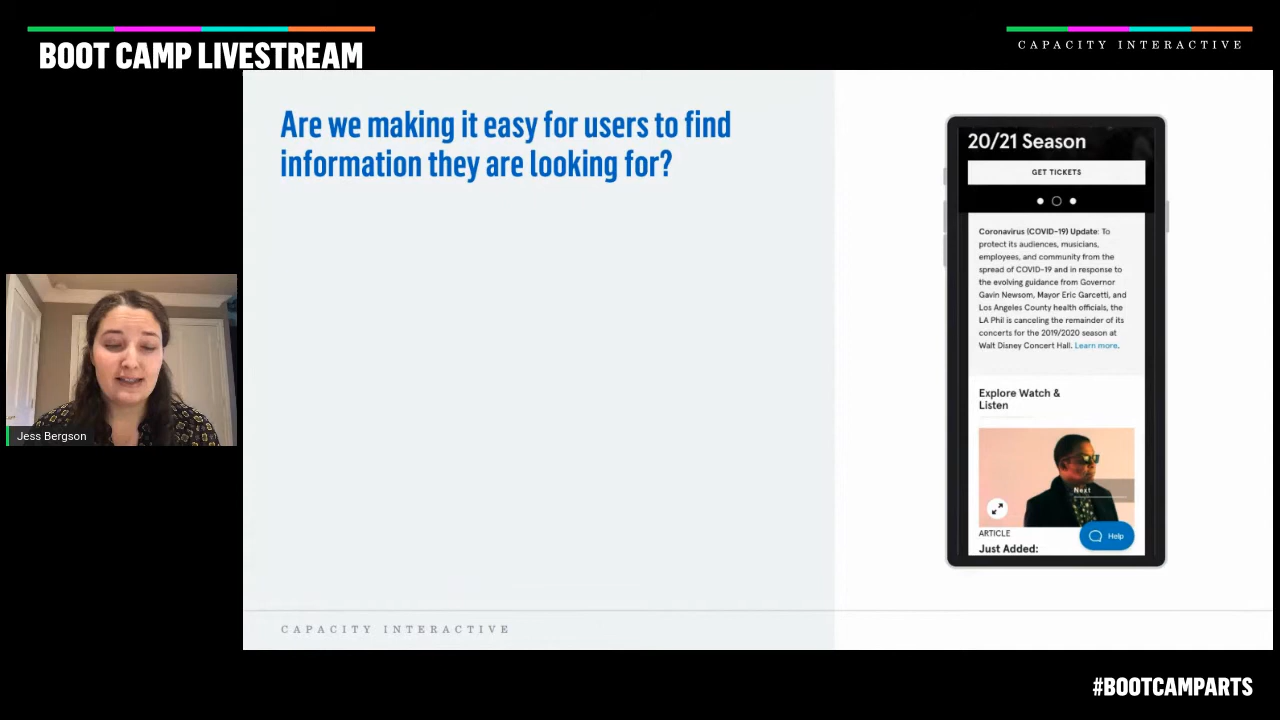 BOOT CAMP LIVESTREAM
CAPACITY INTERACTIVE
Are we making it easy for users to find
information they are looking for?
20/21 Season
GET TICKETS
Coronavirus (COVID-19) Update: To
protect its audiences, musicians,
employees, and community from the
spread of COVID-19 and in response to
the evolving guidance from Governor
Gavin Newsom, Mayor Eric Garcetti, and
Los Angeles County health officials, the
LA Phil is canceling the remainder of its
concerts for the 2019/2020 season at
Walt Disney Concert Hall. Learn more.
Explore Watch &
Listen
Next
ARTICLE
Help
Just Added:
Jess Bergson
CAPACITY INTERACTIVE
#BOOTCAMPARTS